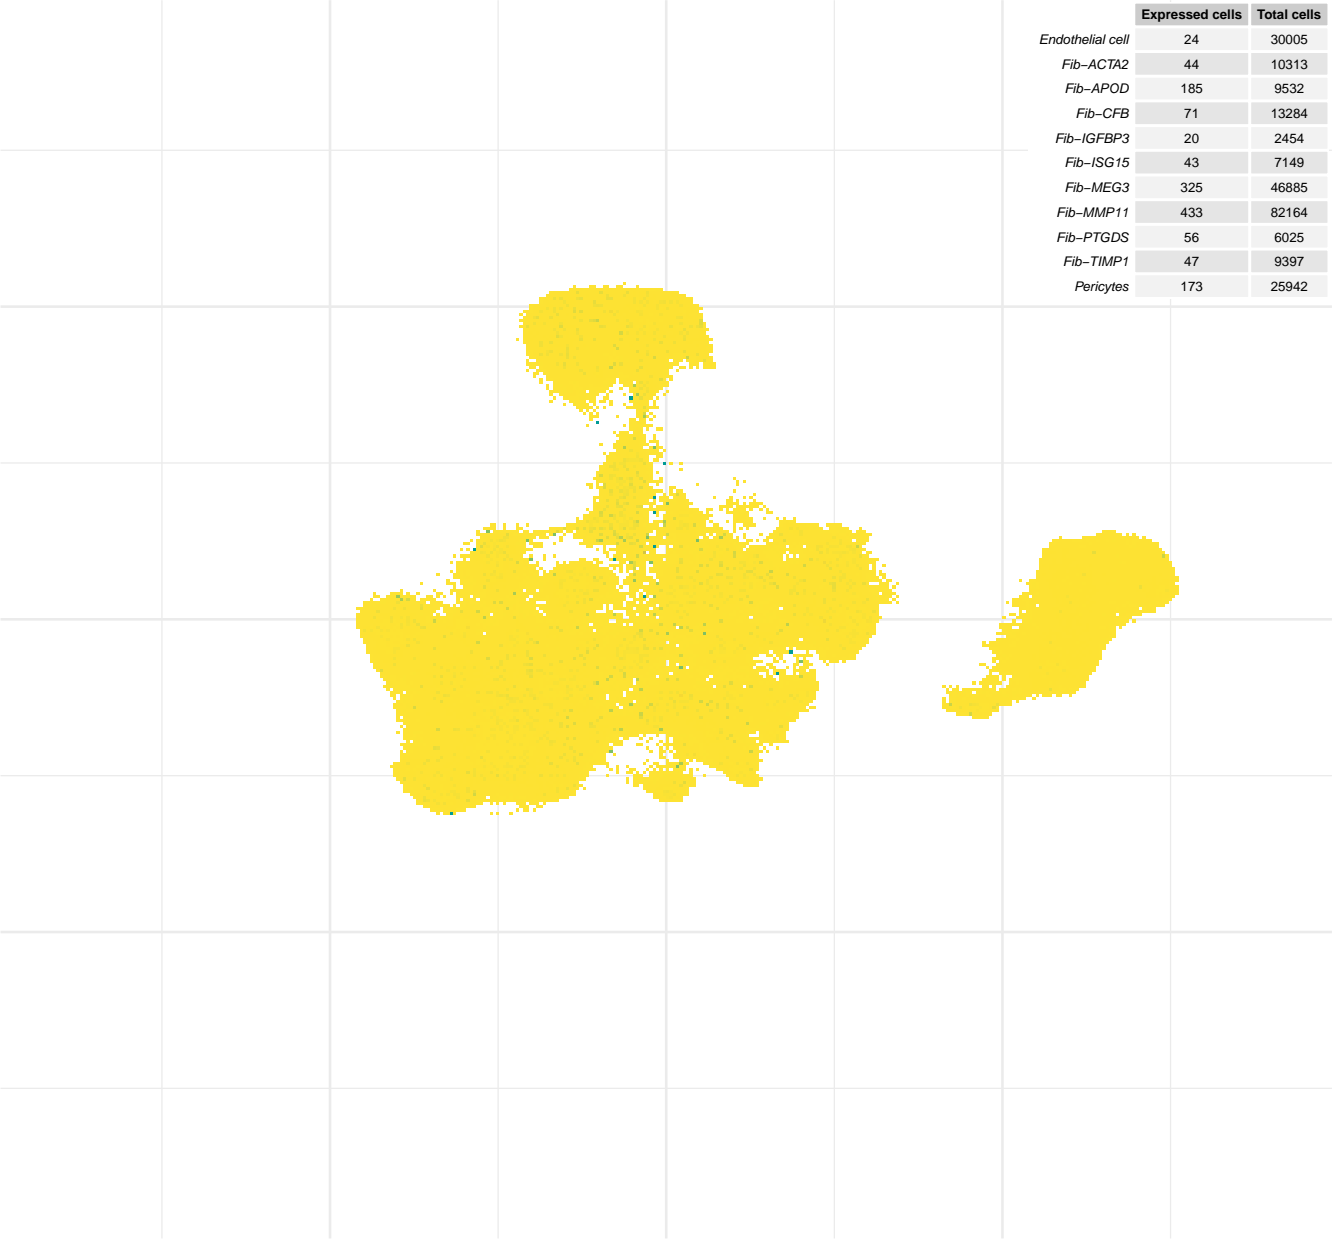 Expressed cells Total cells
Endothelial cell 24 30005
Fib−ACTA2 44 10313
Fib−APOD 185 9532
Fib−CFB 71 13284
Fib−IGFBP3 20 2454
Fib−ISG15 43 7149
Fib−MEG3 325 46885
Fib−MMP11 433 82164
Fib−PTGDS 56 6025
Fib−TIMP1 47 9397
Pericytes 173 25942